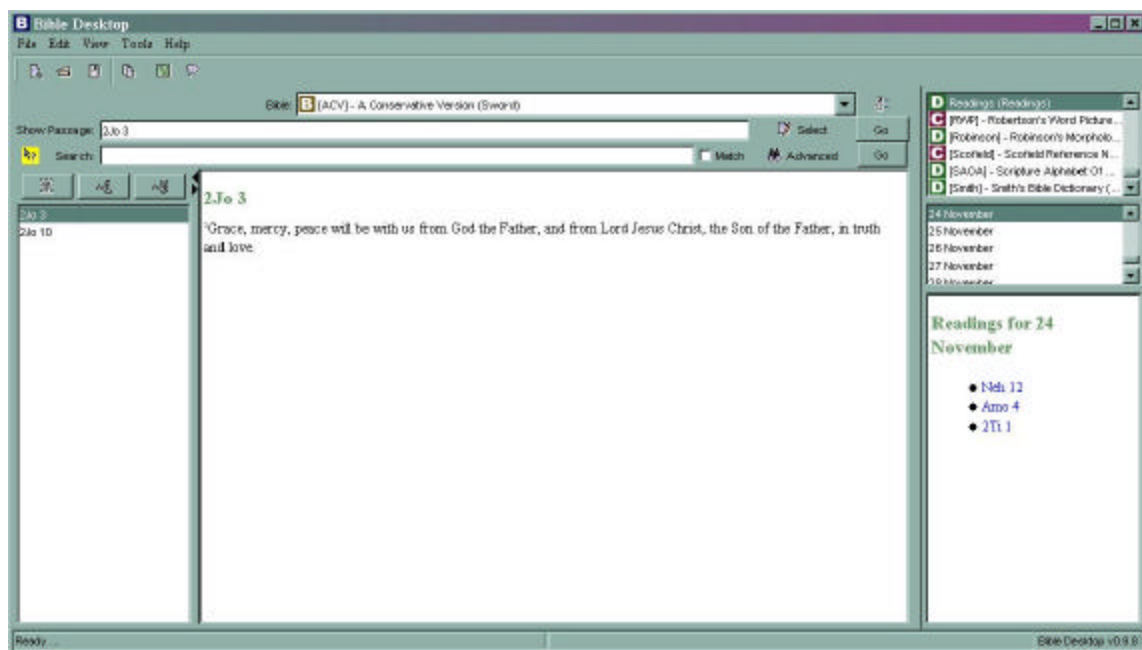 Bible Desktop
File Edit View Tools Help
Bible: [ACV] - A Conservative Version (Sword)
Show Passage: 2Jo 3 Select Go
Search: Match Advanced Go
2Jo 3
2Jo 10
2Jo 3
³Grace, mercy, peace will be with us from God the Father, and from Lord Jesus Christ, the Son of the Father, in truth
and love.
Readings (Readings)
[RWP] - Robertson's Word Picture...
[Robinson] - Robinson's Morpholo...
[Scofield] - Scofield Reference N...
[SAOA] - Scripture Alphabet Of ...
[Smith] - Smith's Bible Dictionary (...
24 November
25 November
26 November
27 November
28 November
Readings for 24
November
Neh 12
Amo 4
2Ti 1
Ready ...
Bible Desktop v0.9.8